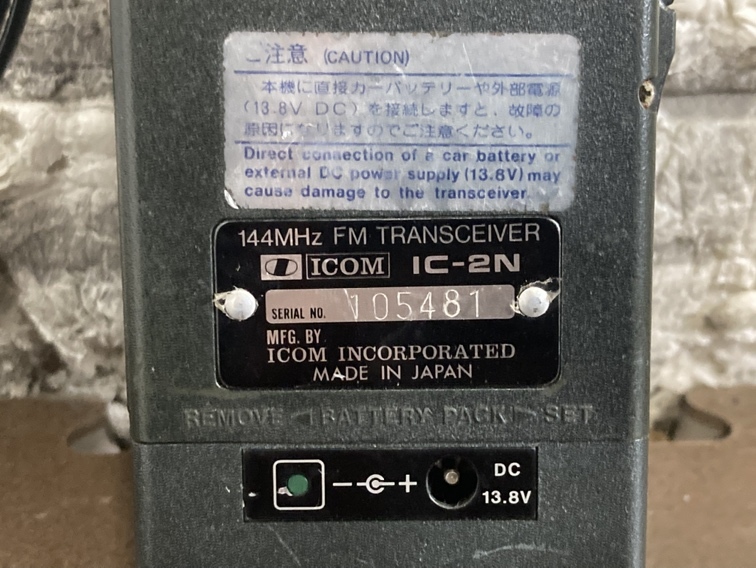 ご注意 (CAUTION)
本機に直接カーバッテリーや外部電源
(13.8V DC) を接続しますと、故障の
原因になりますのでご注意ください。
Direct connection of a car battery or
external DC power supply (13.8V) may
cause damage to the transceiver.
144MHz FM TRANSCEIVER
ICOM IC-2N
SERIAL NO. 105481
MFG. BY
ICOM INCORPORATED
MADE IN JAPAN
REMOVE BATTERY PACK SET
DC
13.8V